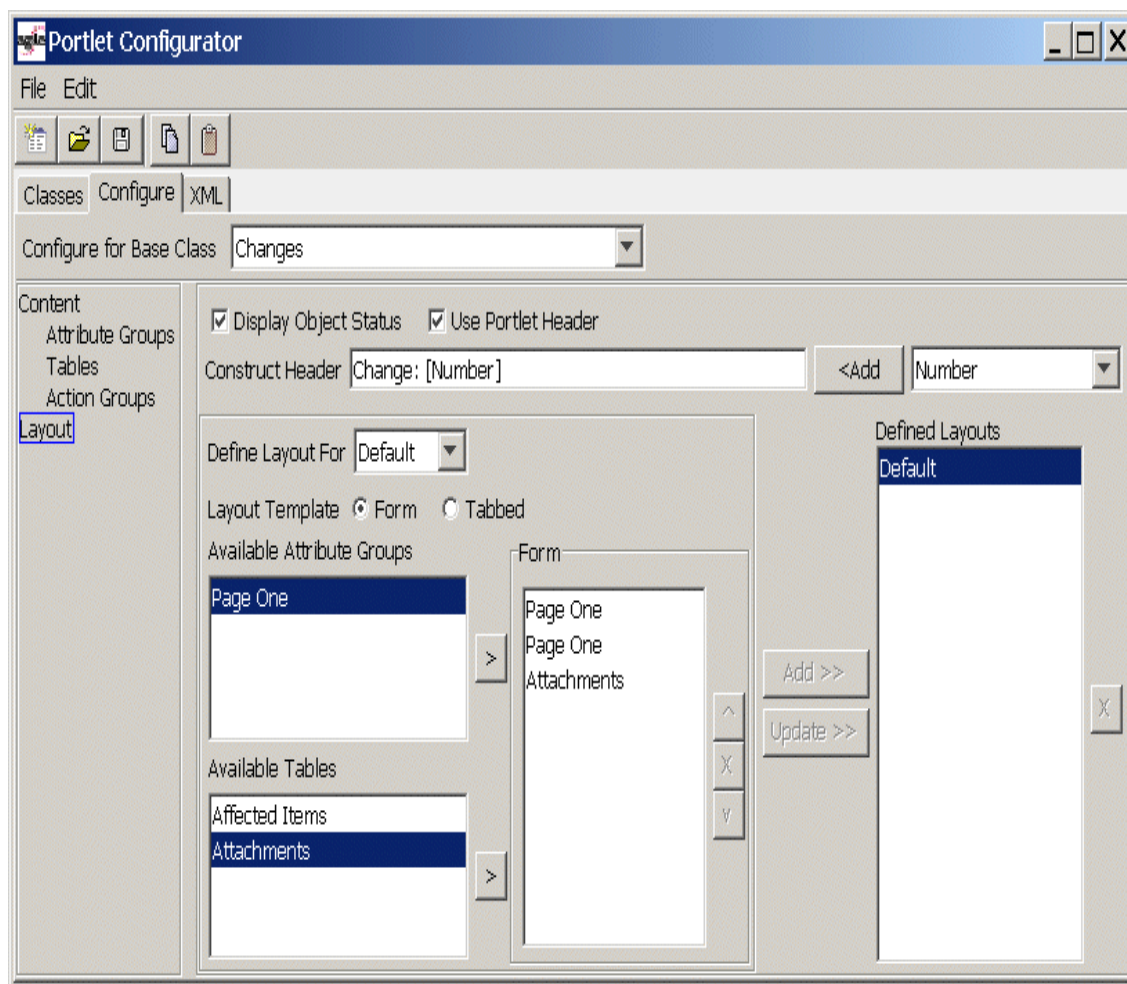 Portlet Configurator
File Edit
Classes Configure XML
Configure for Base Class Changes
Content
Attribute Groups
Tables
Action Groups
Layout
Display Object Status Use Portlet Header
Construct Header Change: [Number] <Add Number
Define Layout For Default
Layout Template Form Tabbed
Available Attribute Groups
Page One
>
Available Tables
Affected Items
Attachments
>
Form
Page One
Page One
Attachments
^
X
v
Add >>
Update >>
Defined Layouts
Default
X